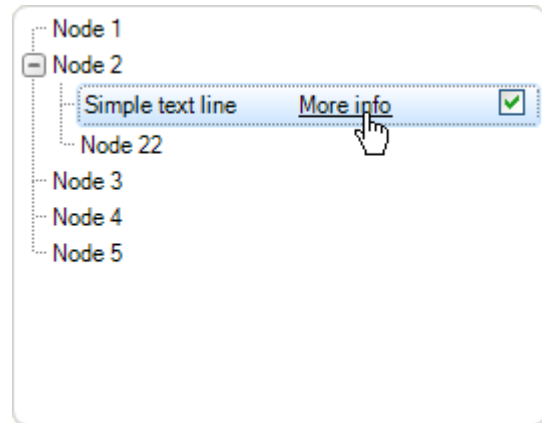 Node 1
Node 2
Simple text line More info
Node 22
Node 3
Node 4
Node 5